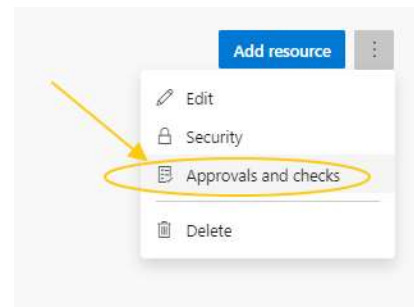 Add resource
Edit
Security
Approvals and checks
Delete